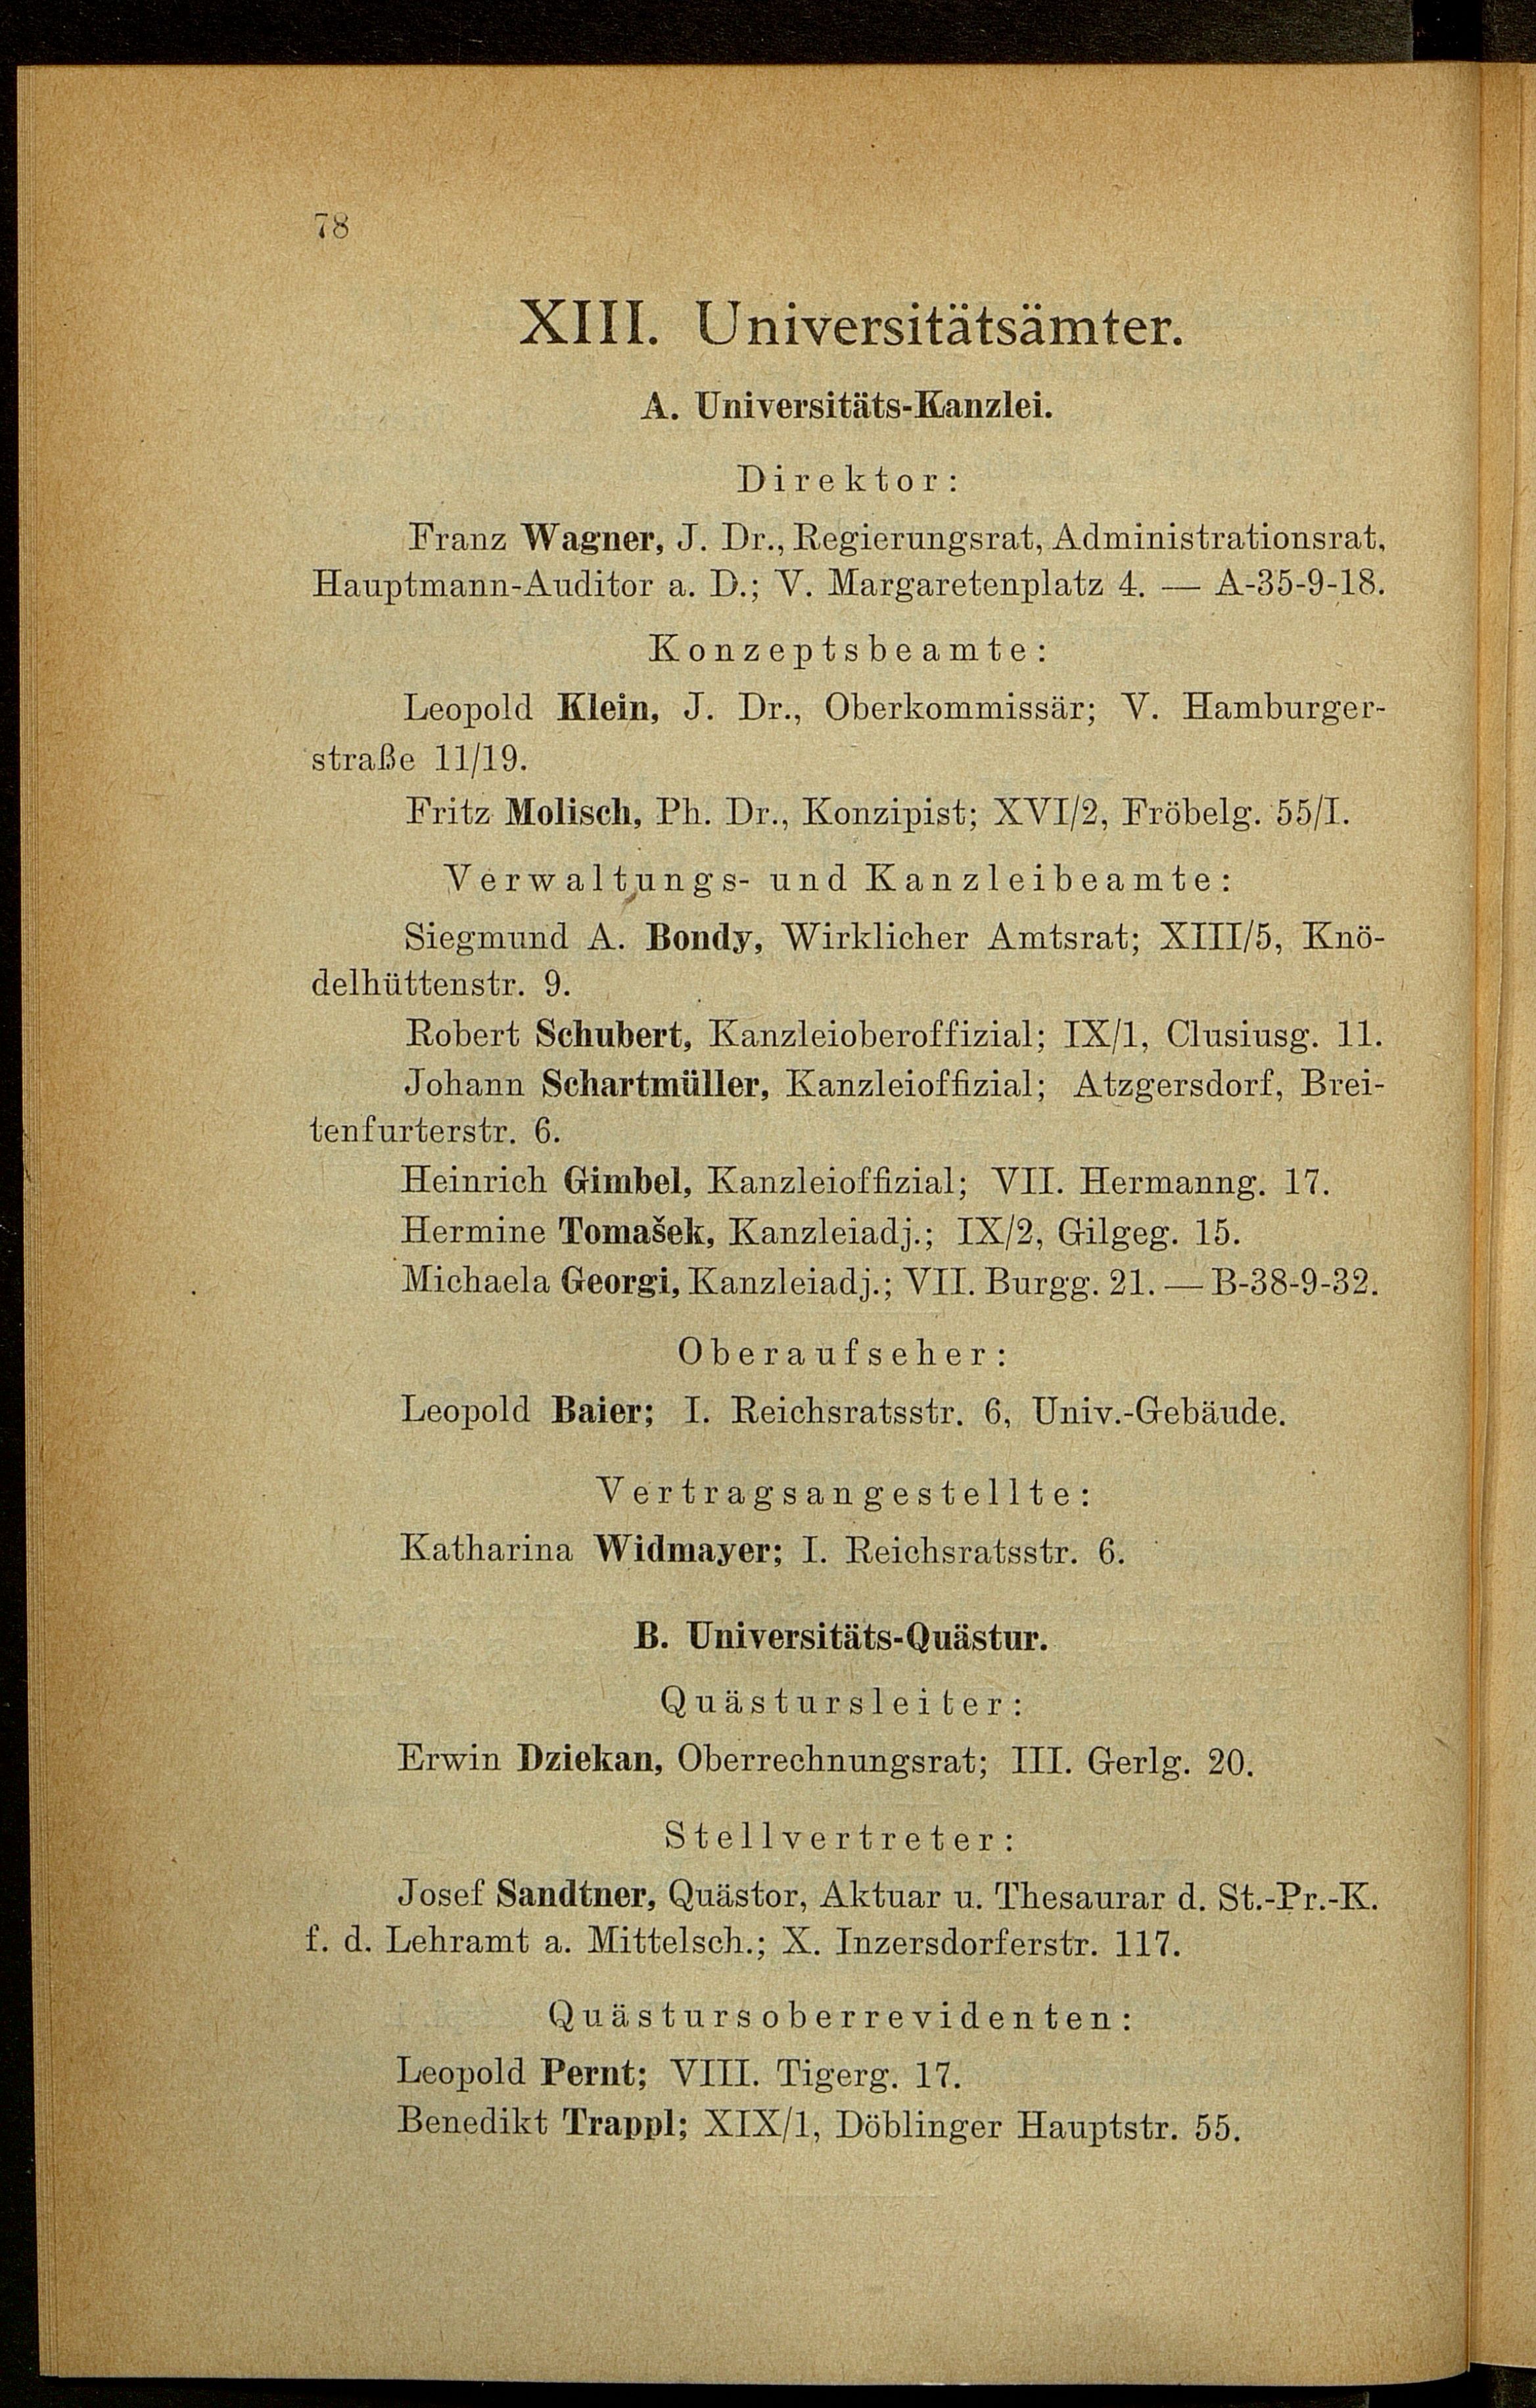 78
XIII. Universitätsämter.
A. Universitäts-Kanzlei.
Direktor:
Franz Wagner, J. Dr., Regierungsrat, Administrationsrat,
Hauptmann-Auditor a. D.; V. Margaretenplatz 4. — A-35-9-18.
Konzeptsbeamte:
Leopold Klein, J. Dr., Oberkommissär; V. Hamburger-
straße 11/19.
Fritz Molisch, Ph. Dr., Konzipist; XVI/2, Fröbelg. 55/I.
Verwaltungs- und Kanzleibeamte:
Siegmund A. Bondy, Wirklicher Amtsrat; XIII/5, Knö-
delhüttenstr. 9.
Robert Schubert, Kanzleioberoffizial; IX/1, Clusiusg. 11.
Johann Schartmüller, Kanzleioffizial; Atzgersdorf, Brei-
tenfurterstr. 6.
Heinrich Gimbel, Kanzleioffizial; VII. Hermanng. 17.
Hermine Tomašek, Kanzleiadj.; IX/2, Gilgeg. 15.
Michaela Georgi, Kanzleiadj.; VII. Burgg. 21. — B-38-9-32.
Oberaufseher:
Leopold Baier; I. Reichsratsstr. 6, Univ.-Gebäude.
Vertragsangestellte:
Katharina Widmayer; I. Reichsratsstr. 6.
B. Universitäts-Quästur.
Quästursleiter:
Erwin Dziekan, Oberrechnungsrat; III. Gerlg. 20.
Stellvertreter:
Josef Sandtner, Quästor, Aktuar u. Thesaurar d. St.-Pr.-K.
f. d. Lehramt a. Mittelsch.; X. Inzersdorferstr. 117.
Quästursoberrevidenten:
Leopold Pernt; VIII. Tigerg. 17.
Benedikt Trappl; XIX/1, Döblinger Hauptstr. 55.